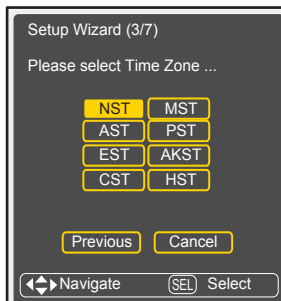 Setup Wizard (3/7)
Please select Time Zone ...
NST MST
AST PST
EST AKST
CST HST
Previous Cancel
Navigate SEL Select